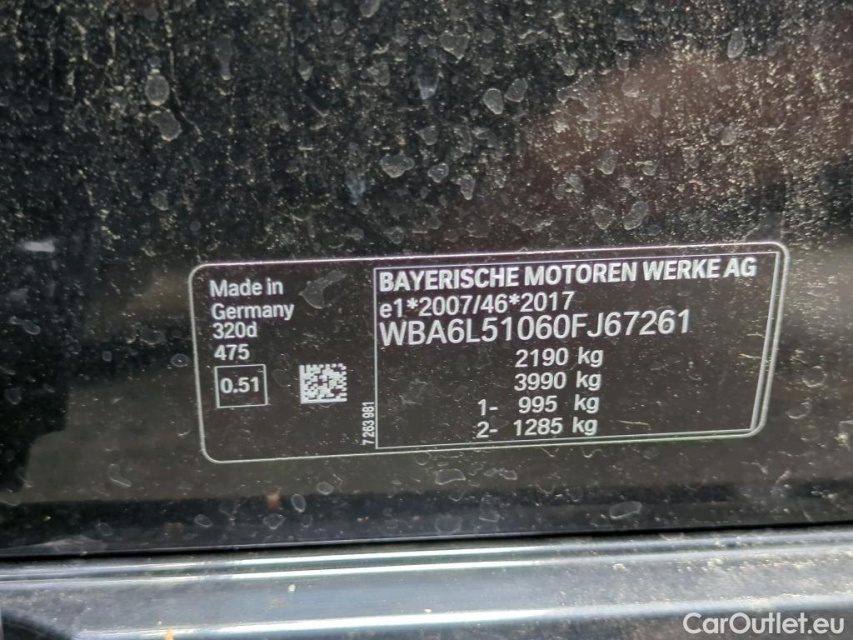 Made in
Germany
320d
475
0.51
7 263 981
BAYERISCHE MOTOREN WERKE AG
e1*2007/46*2017
WBA6L51060FJ67261
2190 kg
3990 kg
1- 995 kg
2- 1285 kg
CarOutlet.eu